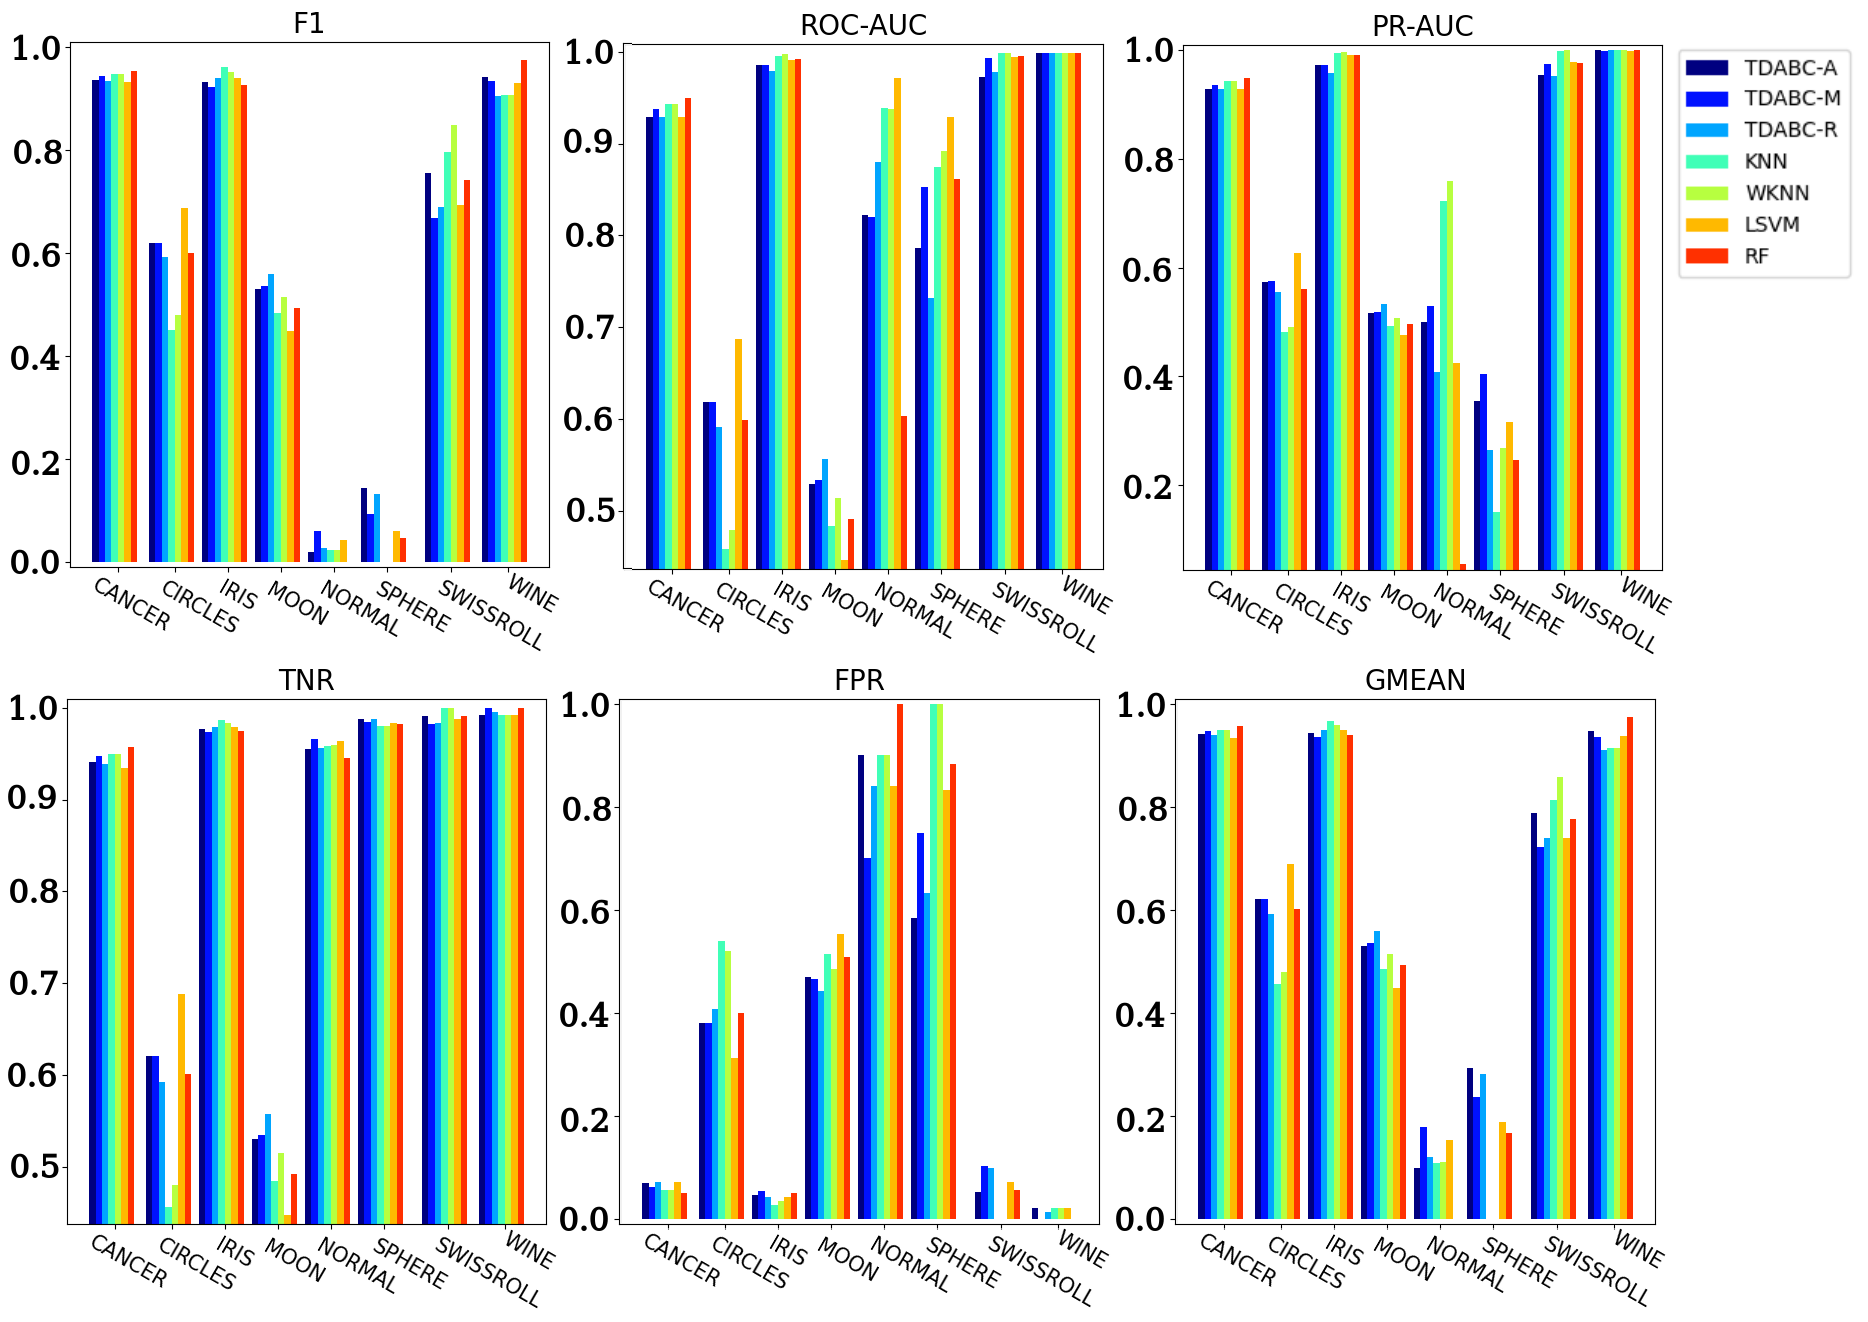 F1
1.0
0.8
0.6
0.4
0.2
0.0
CANCER
CIRCLES
IRIS
MOON
NORMAL
SPHERE
SWISSROLL
WINE
ROC-AUC
1.0
0.9
0.8
0.7
0.6
0.5
CANCER
CIRCLES
IRIS
MOON
NORMAL
SPHERE
SWISSROLL
WINE
PR-AUC
1.0
0.8
0.6
0.4
0.2
CANCER
CIRCLES
IRIS
MOON
NORMAL
SPHERE
SWISSROLL
WINE
TDABC-A
TDABC-M
TDABC-R
KNN
WKNN
LSVM
RF
TNR
1.0
0.9
0.8
0.7
0.6
0.5
CANCER
CIRCLES
IRIS
MOON
NORMAL
SPHERE
SWISSROLL
WINE
FPR
1.0
0.8
0.6
0.4
0.2
0.0
CANCER
CIRCLES
IRIS
MOON
NORMAL
SPHERE
SWISSROLL
WINE
GMEAN
1.0
0.8
0.6
0.4
0.2
0.0
CANCER
CIRCLES
IRIS
MOON
NORMAL
SPHERE
SWISSROLL
WINE